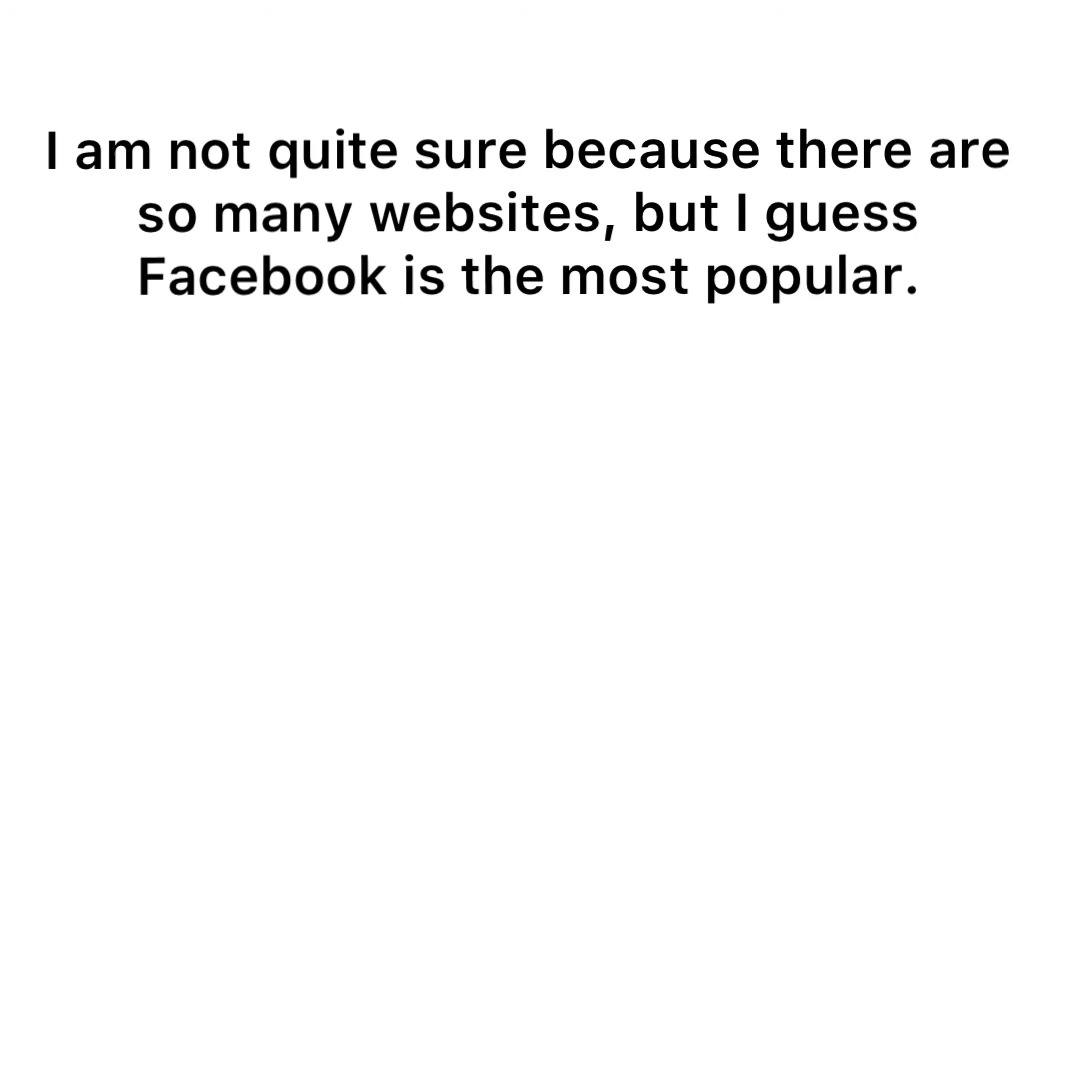 I am not quite sure because there are
so many websites, but I guess
Facebook is the most popular.